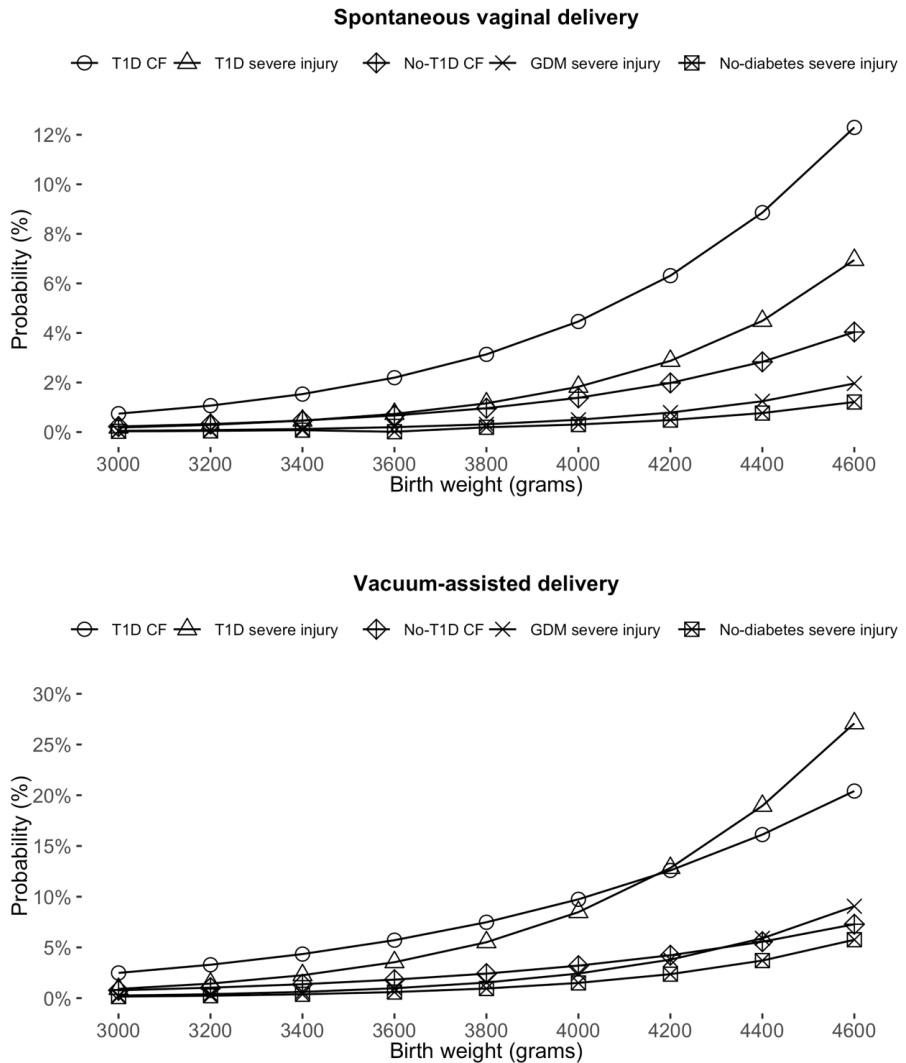 Spontaneous vaginal delivery
T1D CF T1D severe injury No-T1D CF GDM severe injury No-diabetes severe injury
12%
10%
8%
6%
4%
2%
0%
Probability (%)
3000 3200 3400 3600 3800 4000 4200 4400 4600
Birth weight (grams)
Vacuum-assisted delivery
T1D CF T1D severe injury No-T1D CF GDM severe injury No-diabetes severe injury
30%
25%
20%
15%
10%
5%
0%
Probability (%)
3000 3200 3400 3600 3800 4000 4200 4400 4600
Birth weight (grams)